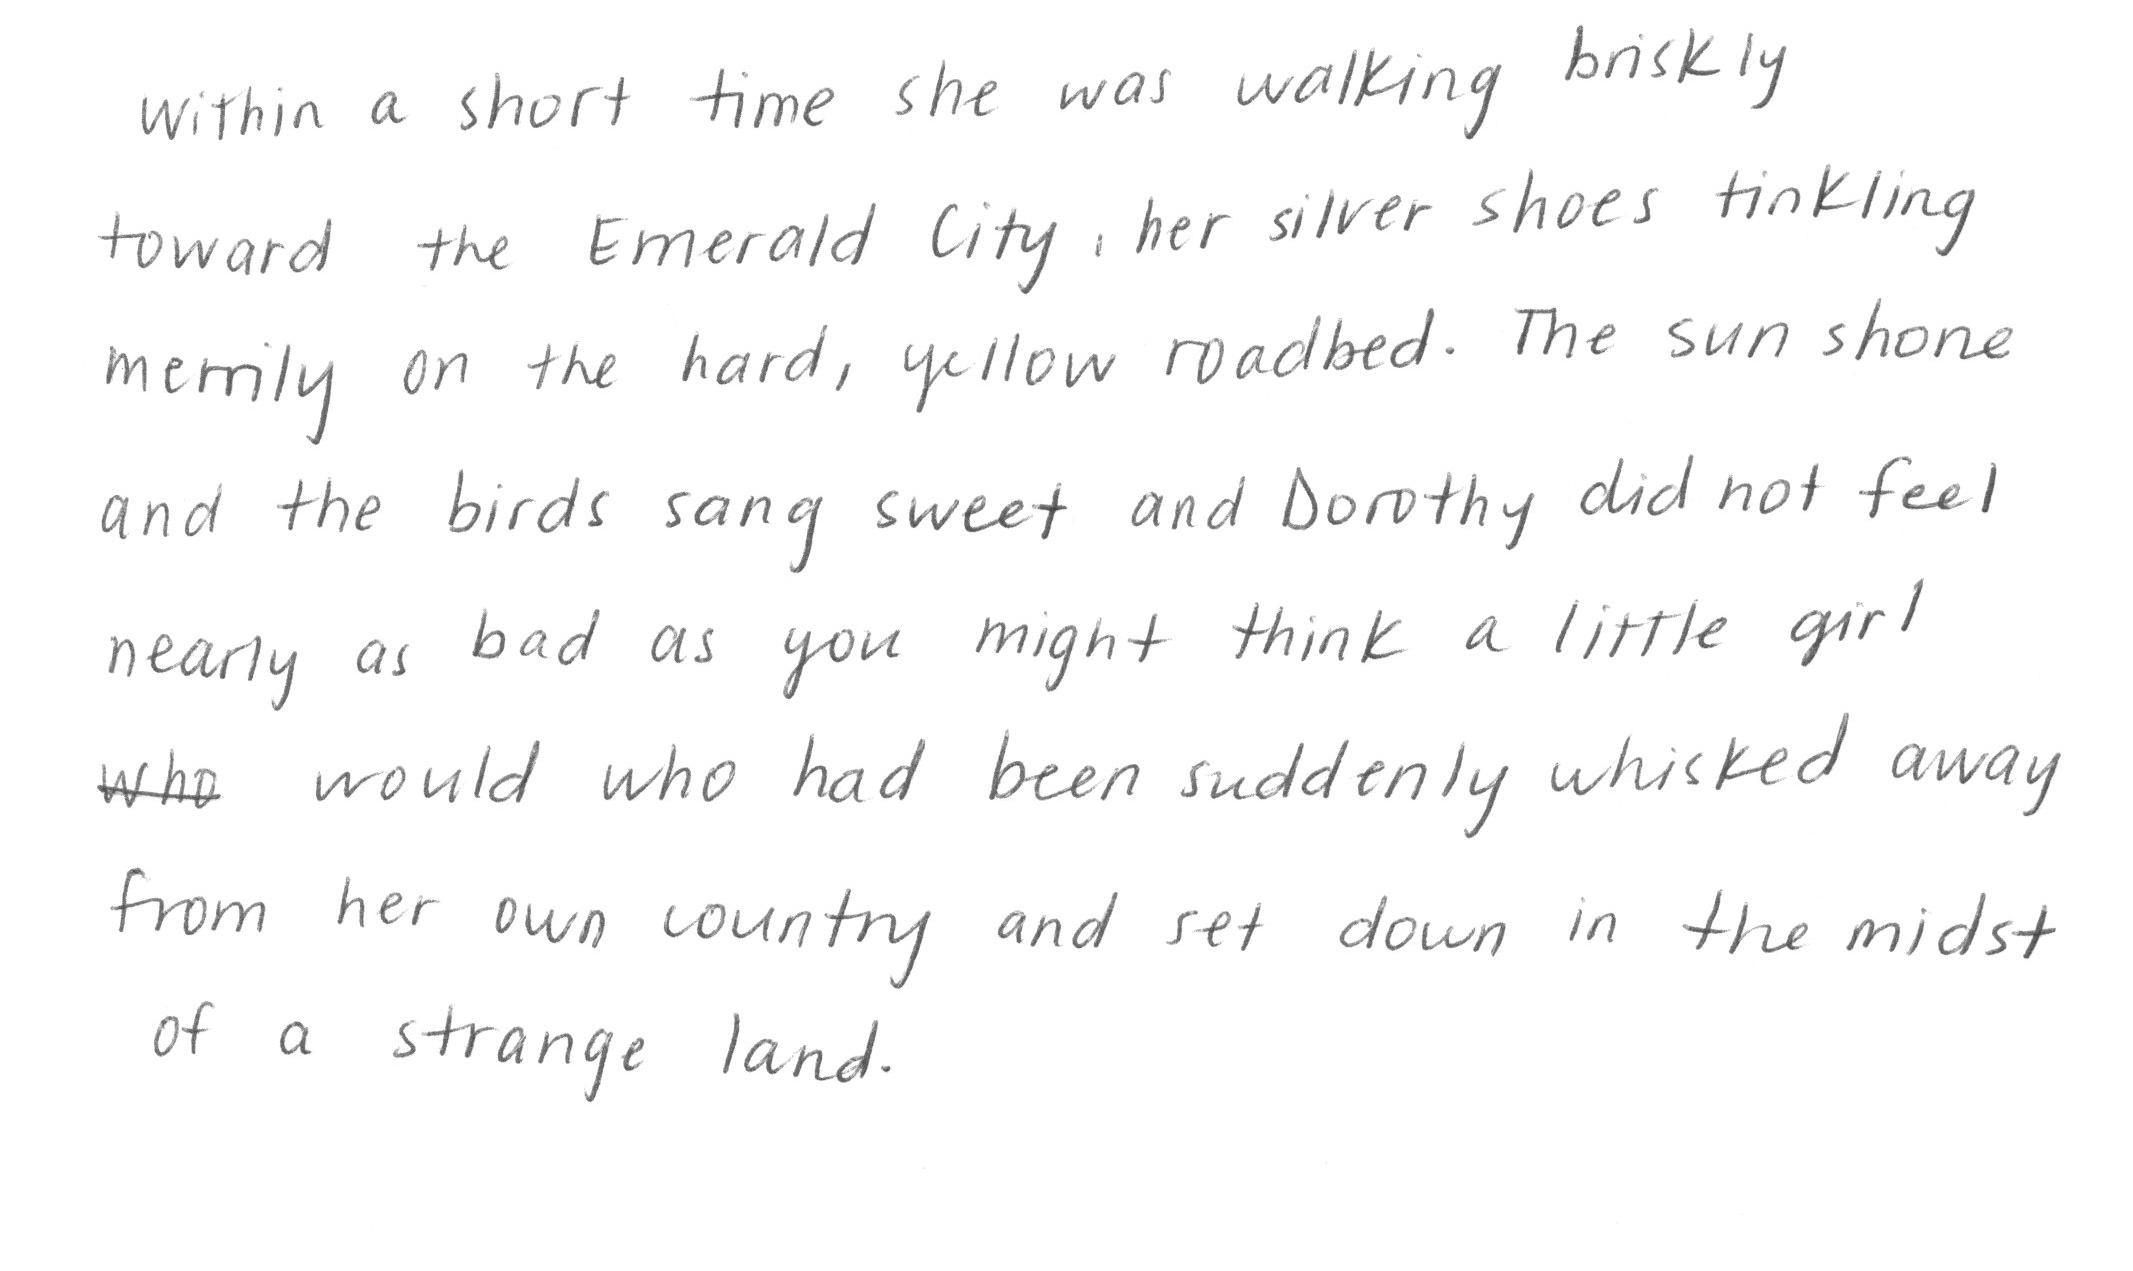 Within a short time she was walking briskly
toward the Emerald City, her silver shoes tinkling
merrily on the hard, yellow roadbed. The sun shone
and the birds sang sweet and Dorothy did not feel
nearly as bad as you might think a little girl
who would who had been suddenly whisked away
from her own country and set down in the midst
of a strange land.